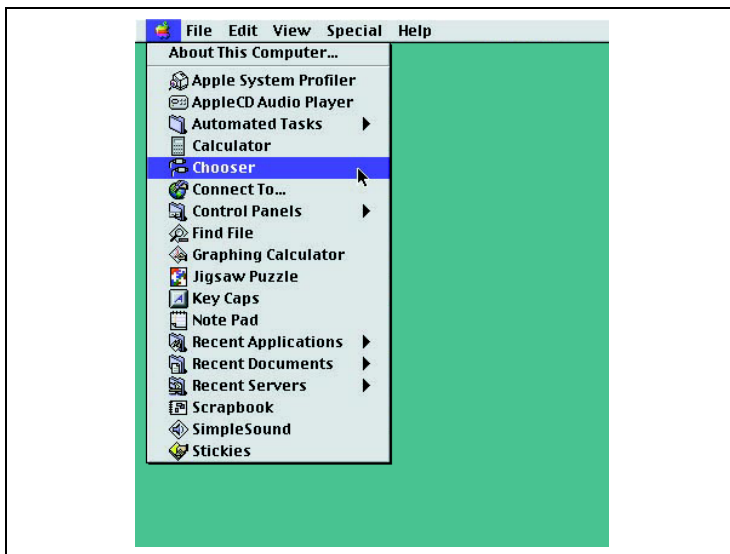 File Edit View Special Help
About This Computer...
Apple System Profiler
AppleCD Audio Player
Automated Tasks
Calculator
Chooser
Connect To...
Control Panels
Find File
Graphing Calculator
Jigsaw Puzzle
Key Caps
Note Pad
Recent Applications
Recent Documents
Recent Servers
Scrapbook
SimpleSound
Stickies